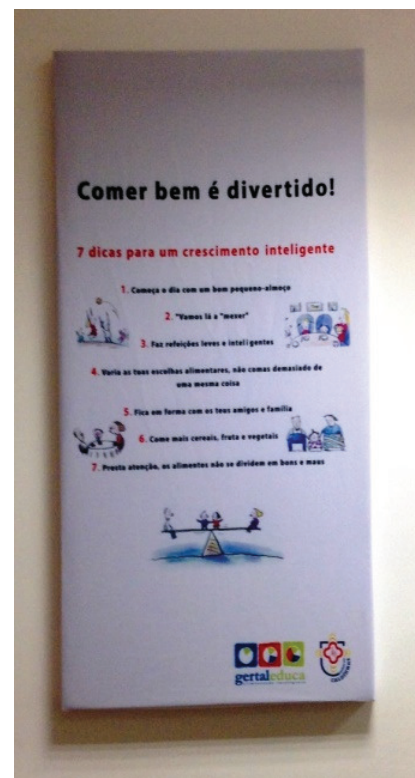 Comer bem é divertido!
7 dicas para um crescimento inteligente
1. Começa o dia com um bom pequeno-almoço
2. "Vamos lá a "mexer"
3. Faz refeições leves e inteligentes
4. Varia as tuas escolhas alimentares, não comas demasiado de
uma mesma coisa
5. Fica em forma com os teus amigos e família
6. Come mais cereais, fruta e vegetais
7. Presta atenção, os alimentos não se dividem em bons e maus
gertaleduca